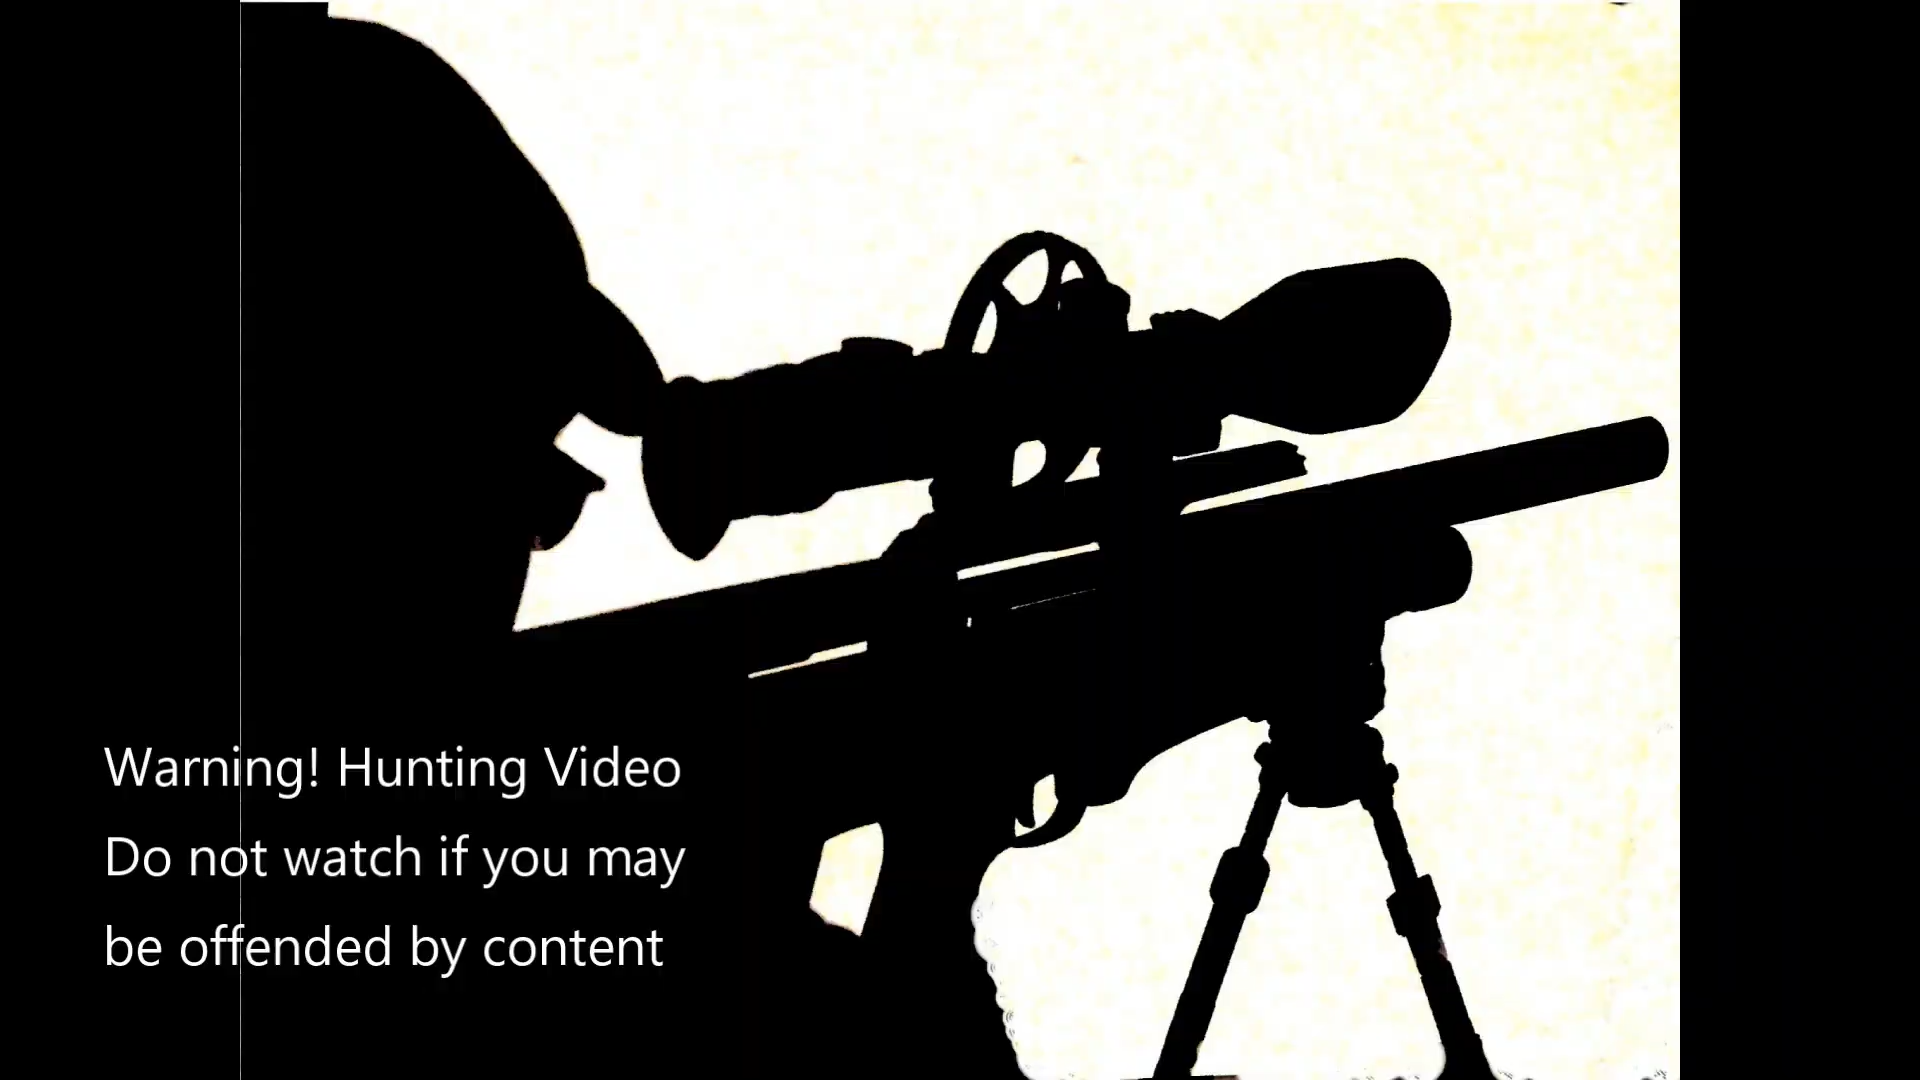 Warning! Hunting Video
Do not watch if you may
be offended by content